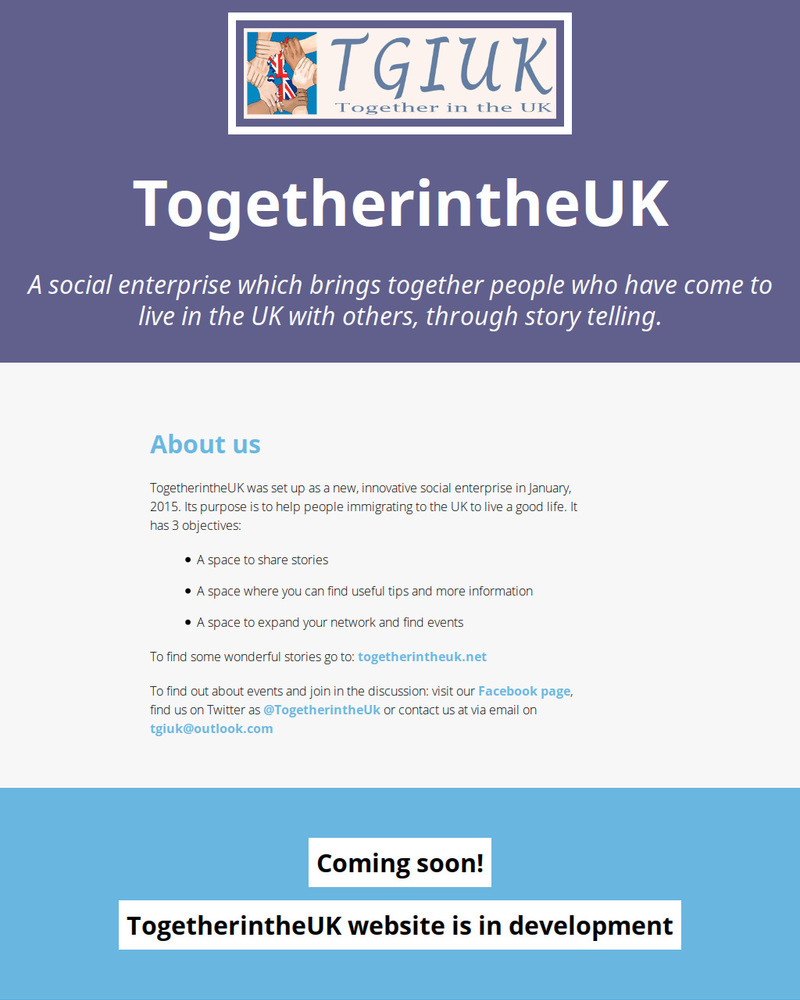 TGIUK
Together in the UK
TogetherintheUK
A social enterprise which brings together people who have come to
live in the UK with others, through story telling.
About us
TogetherintheUK was set up as a new, innovative social enterprise in January,
2015. Its purpose is to help people immigrating to the UK to live a good life. It
has 3 objectives:
A space to share stories
A space where you can find useful tips and more information
A space to expand your network and find events
To find some wonderful stories go to: togetherintheuk.net
To find out about events and join in the discussion: visit our Facebook page,
find us on Twitter as @TogetherintheUk or contact us at via email on
tgiuk@outlook.com
Coming soon!
TogetherintheUK website is in development